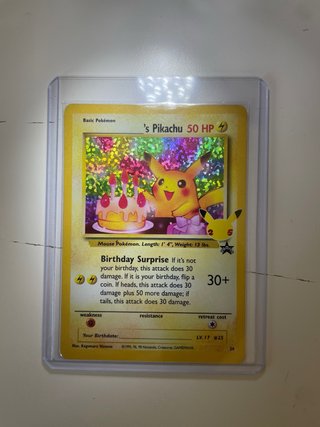 Basic Pokémon
's Pikachu 50 HP
Mouse Pokémon. Length: 1' 4", Weight: 13 lbs.
Birthday Surprise If it's not
your birthday, this attack does 30
damage. If it is your birthday, flip a
coin. If heads, this attack does 30
damage plus 50 more damage; if
tails, this attack does 30 damage.
30+
weakness resistance retreat cost
Your Birthdate:
LV. 17 #25
24